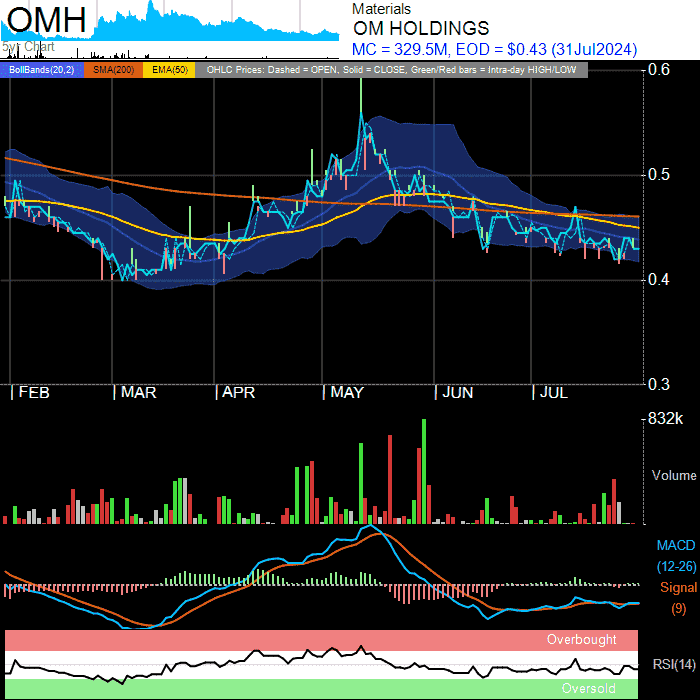 OMH
5yr Chart
Materials
OM HOLDINGS
MC = 329.5M, EOD = $0.43 (31Jul2024)
BollBands(20,2) SMA(200) EMA(50) OHLC Prices: Dashed = OPEN, Solid = CLOSE, Green/Red bars = Intra-day HIGH/LOW
0.6
0.5
0.4
0.3
FEB MAR APR MAY JUN JUL
832k
Volume
MACD
(12-26)
Signal
(9)
Overbought
RSI(14)
Oversold